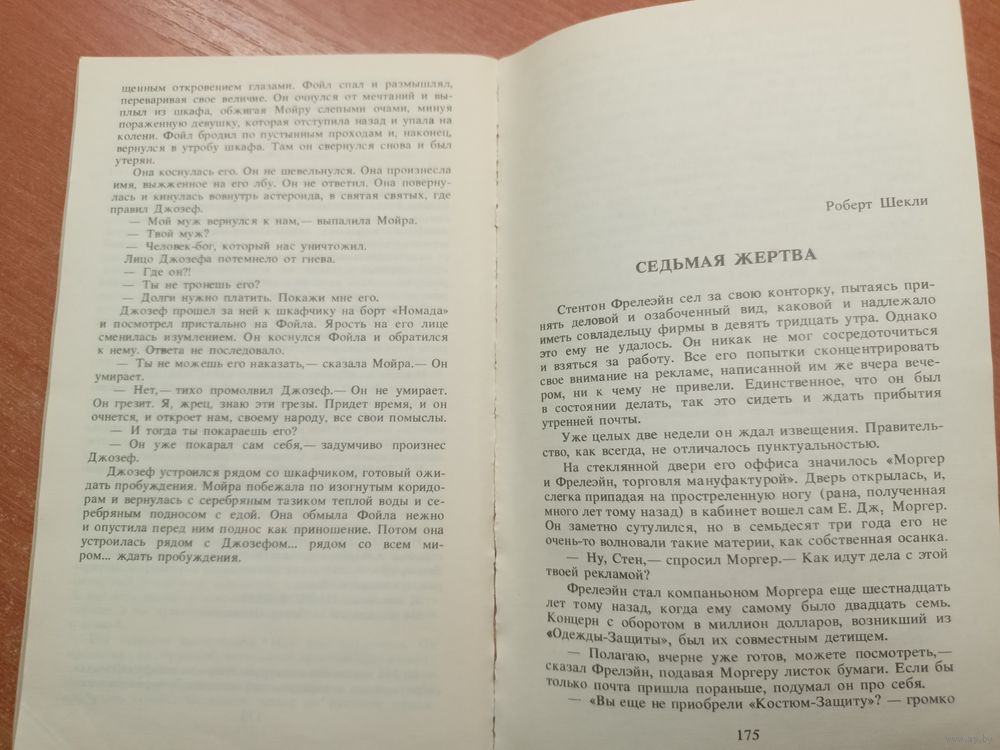 щенным откровением глазами. Фойл спал и размышлял,
переваривая свое величие. Он очнулся от мечтаний и вы-
плыл из шкафа, обжигая Мойру слепыми очами, минуя
пораженную девушку, которая отступила назад и упала на
колени. Фойл бродил по пустынным проходам и, наконец,
вернулся в утробу шкафа. Там он свернулся снова и был
утерян.
Она коснулась его. Он не шевельнулся. Она произнесла
имя, выжженное на его лбу. Он не ответил. Она поверну-
лась и кинулась вовнутрь астероида, в святая святых, где
правил Джозеф.
— Мой муж вернулся к нам,— выпалила Мойра.
— Твой муж?
— Человек-бог, который нас уничтожил.
Лицо Джозефа потемнело от гнева.
— Где он?!
— Ты не тронешь его?
— Долги нужно платить. Покажи мне его.
Джозеф прошел за ней к шкафчику на борт «Номада»
и посмотрел пристально на Фойла. Ярость на его лице
сменилась изумлением. Он коснулся Фойла и обратился
к нему. Ответа не последовало.
— Ты не можешь его наказать,— сказала Мойра.— Он
умирает.
— Нет,— тихо промолвил Джозеф.— Он не умирает.
Он грезит. Я, жрец, знаю эти грезы. Придет время, и он
очнется, и откроет нам, своему народу, все свои помыслы.
— И тогда ты покараешь его?
— Он уже покарал сам себя,— задумчиво произнес
Джозеф.
Джозеф устроился рядом со шкафчиком, готовый ожи-
дать пробуждения. Мойра побежала по изогнутым коридо-
рам и вернулась с серебряным тазиком теплой воды и се-
ребряным подносом с едой. Она обмыла Фойла нежно
и опустила перед ним поднос как приношение. Потом она
устроилась рядом с Джозефом... рядом со всем ми-
ром... ждать пробуждения.
Роберт Шекли
СЕДЬМАЯ ЖЕРТВА
Стентон Фрелеэйн сел за свою конторку, пытаясь при-
нять деловой и озабоченный вид, каковой и надлежало
иметь совладельцу фирмы в девять тридцать утра. Однако
это ему не удалось. Он никак не мог сосредоточиться
и взяться за работу. Все его попытки сконцентрировать
свое внимание на рекламе, написанной им же вчера вече-
ром, ни к чему не привели. Единственное, что он был
в состоянии делать, так это сидеть и ждать прибытия
утренней почты.
Уже целых две недели он ждал извещения. Правитель-
ство, как всегда, не отличалось пунктуальностью.
На стеклянной двери его оффиса значилось «Моргер
и Фрелеэйн, торговля мануфактурой». Дверь открылась, и,
слегка припадая на простреленную ногу (рана, полученная
много лет тому назад) в кабинет вошел сам Е. Дж, Моргер.
Он заметно сутулился, но в семьдесят три года его не
очень-то волновали такие материи, как собственная осанка.
— Ну, Стен,— спросил Моргер.— Как идут дела с этой
твоей рекламой?
Фрелеэйн стал компаньоном Моргера еще шестнадцать
лет тому назад, когда ему самому было двадцать семь.
Концерн с оборотом в миллион долларов, возникший из
«Одежды-Защиты», был их совместным детищем.
— Полагаю, вчерне уже готов, можете посмотреть,—
сказал Фрелэйн, подавая Моргеру листок бумаги. Если бы
только почта пришла пораньше, подумал он про себя.
— «Вы еще не приобрели «Костюм-Защиту»? — громко
175